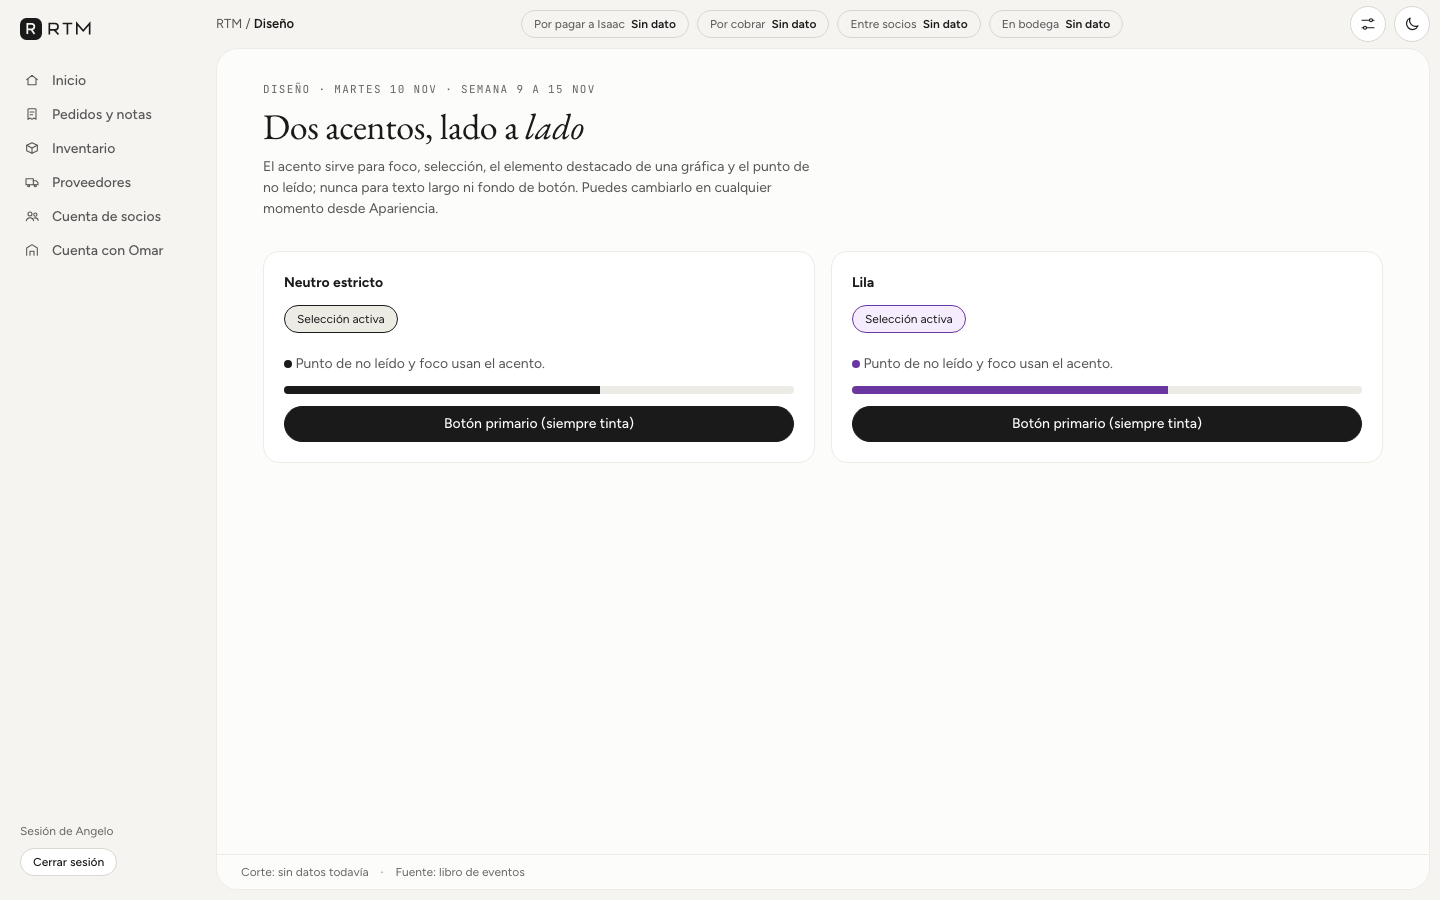 R RTM
Inicio
Pedidos y notas
Inventario
Proveedores
Cuenta de socios
Cuenta con Omar
Sesión de Angelo
Cerrar sesión
RTM / Diseño
Por pagar a Isaac Sin dato
Por cobrar Sin dato
Entre socios Sin dato
En bodega Sin dato
DISEÑO · MARTES 10 NOV · SEMANA 9 A 15 NOV
Dos acentos, lado a lado
El acento sirve para foco, selección, el elemento destacado de una gráfica y el punto de
no leído; nunca para texto largo ni fondo de botón. Puedes cambiarlo en cualquier
momento desde Apariencia.
Neutro estricto
Selección activa
Punto de no leído y foco usan el acento.
Botón primario (siempre tinta)
Lila
Selección activa
Punto de no leído y foco usan el acento.
Botón primario (siempre tinta)
Corte: sin datos todavía · Fuente: libro de eventos